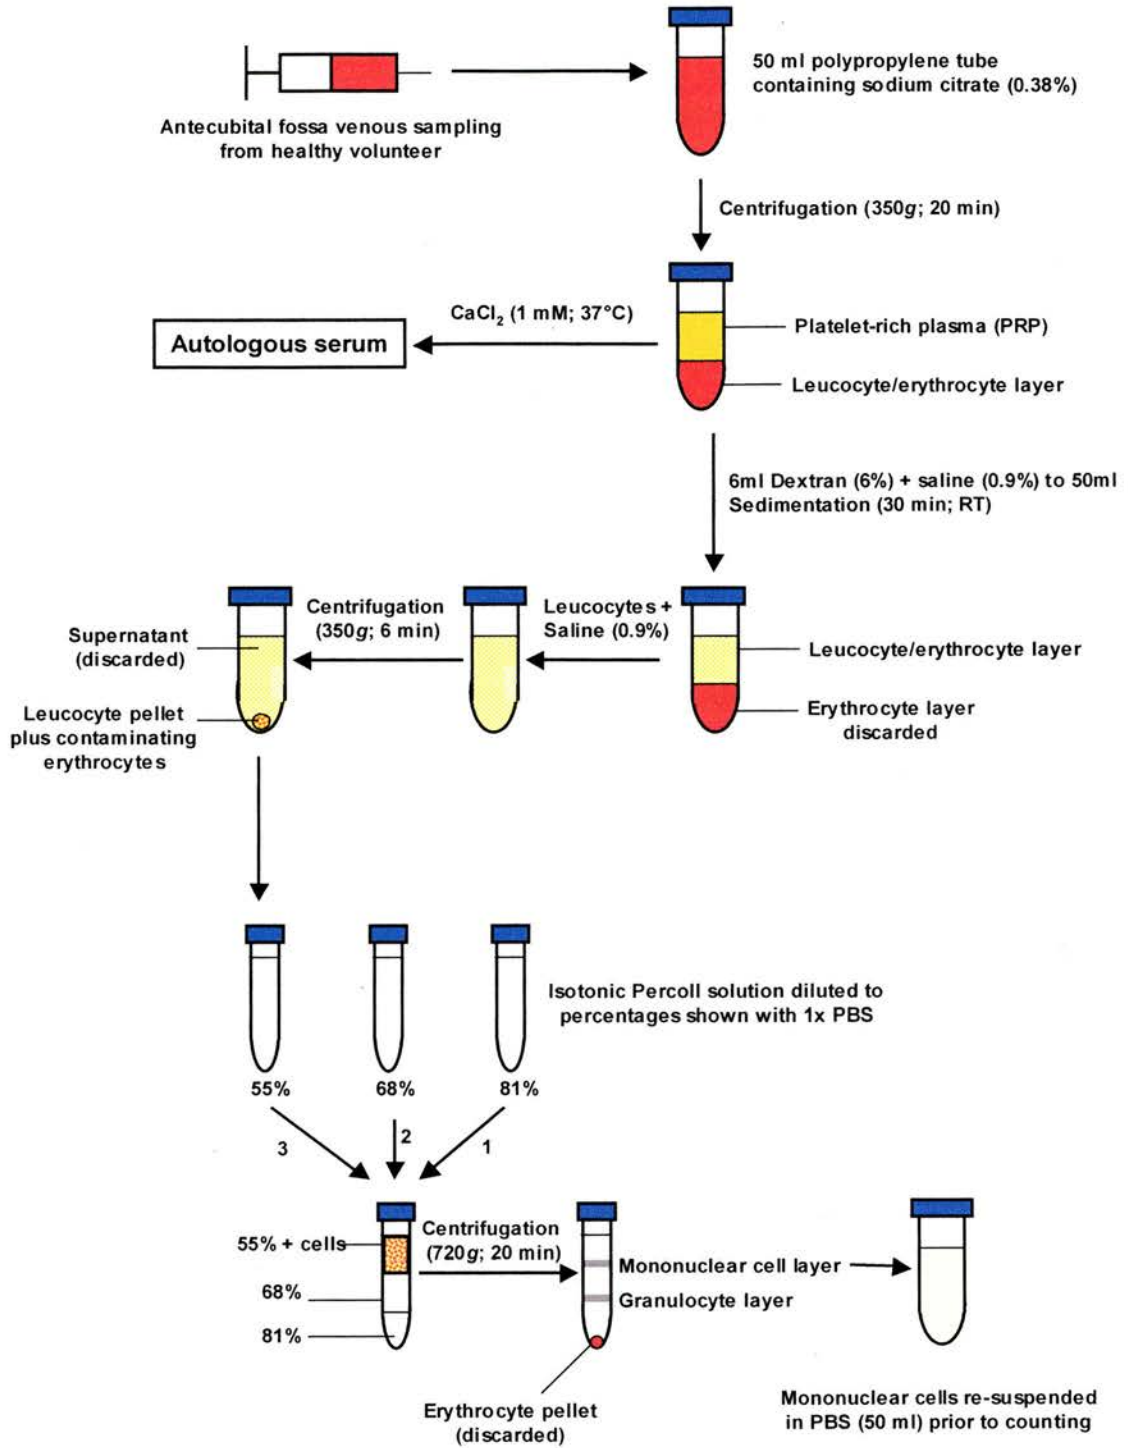 50 ml polypropylene tube
containing sodium citrate (0.38%)
Antecubital fossa venous sampling
from healthy volunteer
Centrifugation (350g; 20 min)
CaCl₂ (1 mM; 37°C)
Autologous serum
Platelet-rich plasma (PRP)
Leucocyte/erythrocyte layer
6ml Dextran (6%) + saline (0.9%) to 50ml
Sedimentation (30 min; RT)
Centrifugation
(350g; 6 min)
Leucocytes +
Saline (0.9%)
Supernatant
(discarded)
Leucocyte/erythrocyte layer
Leucocyte pellet
plus contaminating
erythrocytes
Erythrocyte layer
discarded
Isotonic Percoll solution diluted to
percentages shown with 1x PBS
55%
68%
81%
3
2
1
55% + cells
68%
81%
Centrifugation
(720g; 20 min)
Mononuclear cell layer
Granulocyte layer
Erythrocyte pellet
(discarded)
Mononuclear cells re-suspended
in PBS (50 ml) prior to counting